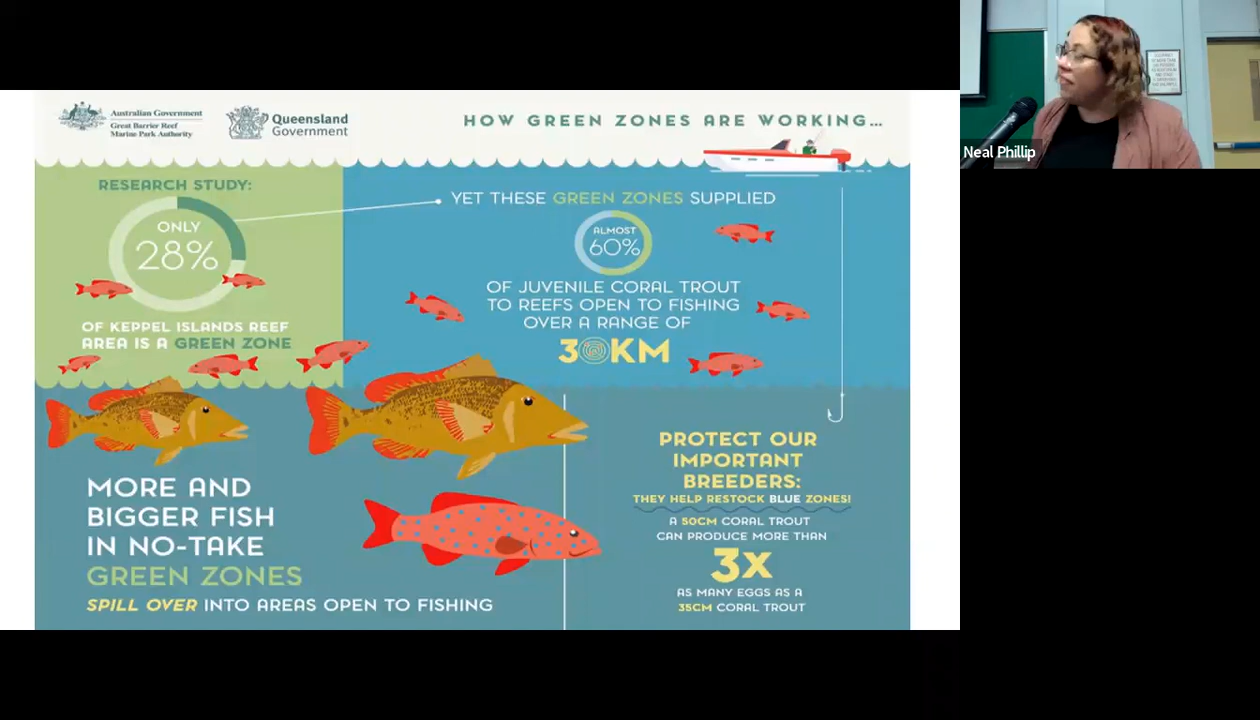 Australian Government
Great Barrier Reef
Marine Park Authority
Queensland
Government
HOW GREEN ZONES ARE WORKING...
RESEARCH STUDY:
ONLY
28%
OF KEPPEL ISLANDS REEF
AREA IS A GREEN ZONE
YET THESE GREEN ZONES SUPPLIED
ALMOST
60%
OF JUVENILE CORAL TROUT
TO REEFS OPEN TO FISHING
OVER A RANGE OF
30KM
MORE AND
BIGGER FISH
IN NO-TAKE
GREEN ZONES
SPILL OVER INTO AREAS OPEN TO FISHING
PROTECT OUR
IMPORTANT
BREEDERS:
THEY HELP RESTOCK BLUE ZONES!
A 50CM CORAL TROUT
CAN PRODUCE MORE THAN
3X
AS MANY EGGS AS A
35CM CORAL TROUT
Neal Phillip